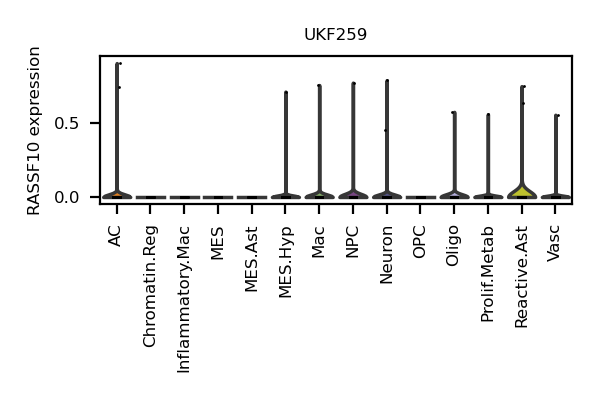 UKF259
RASSF10 expression
0.5
0.0
AC
Chromatin.Reg
Inflammatory.Mac
MES
MES.Ast
MES.Hyp
Mac
NPC
Neuron
OPC
Oligo
Prolif.Metab
Reactive.Ast
Vasc